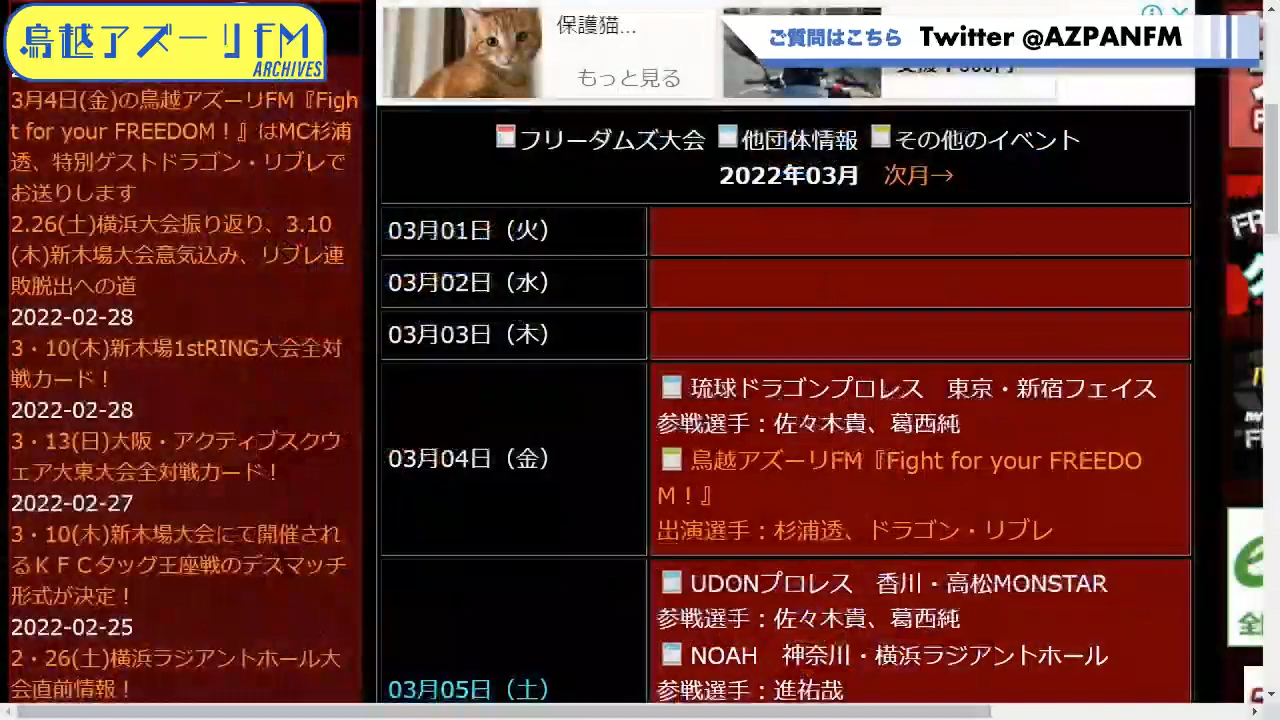 鳥越アズーリFM
ARCHIVES
3月4日(金)の鳥越アズーリFM『Figh
t for your FREEDOM！』はMC杉浦
透、特別ゲストドラゴン・リブレで
お送りします
2.26(土)横浜大会振り返り、3.10
(木)新木場大会意気込み、リブレ連
敗脱出への道
2022-02-28
3・10(木)新木場1stRING大会全対
戦カード！
2022-02-28
3・13(日)大阪・アクティブスクウ
ェア大東大会全対戦カード！
2022-02-27
3・10(木)新木場大会にて開催され
るＫＦＣタッグ王座戦のデスマッチ
形式が決定！
2022-02-25
2・26(土)横浜ラジアントホール大
会直前情報！
保護猫...
もっと見る
ご質問はこちら Twitter @AZPANFM
フリーダムズ大会 他団体情報 その他のイベント
2022年03月 次月→
03月01日（火）
03月02日（水）
03月03日（木）
03月04日（金）
琉球ドラゴンプロレス　東京・新宿フェイス
参戦選手：佐々木貴、葛西純
鳥越アズーリFM『Fight for your FREEDO
M！』
出演選手：杉浦透、ドラゴン・リブレ
03月05日（土）
UDONプロレス　香川・高松MONSTAR
参戦選手：佐々木貴、葛西純
NOAH　神奈川・横浜ラジアントホール
参戦選手：進祐哉